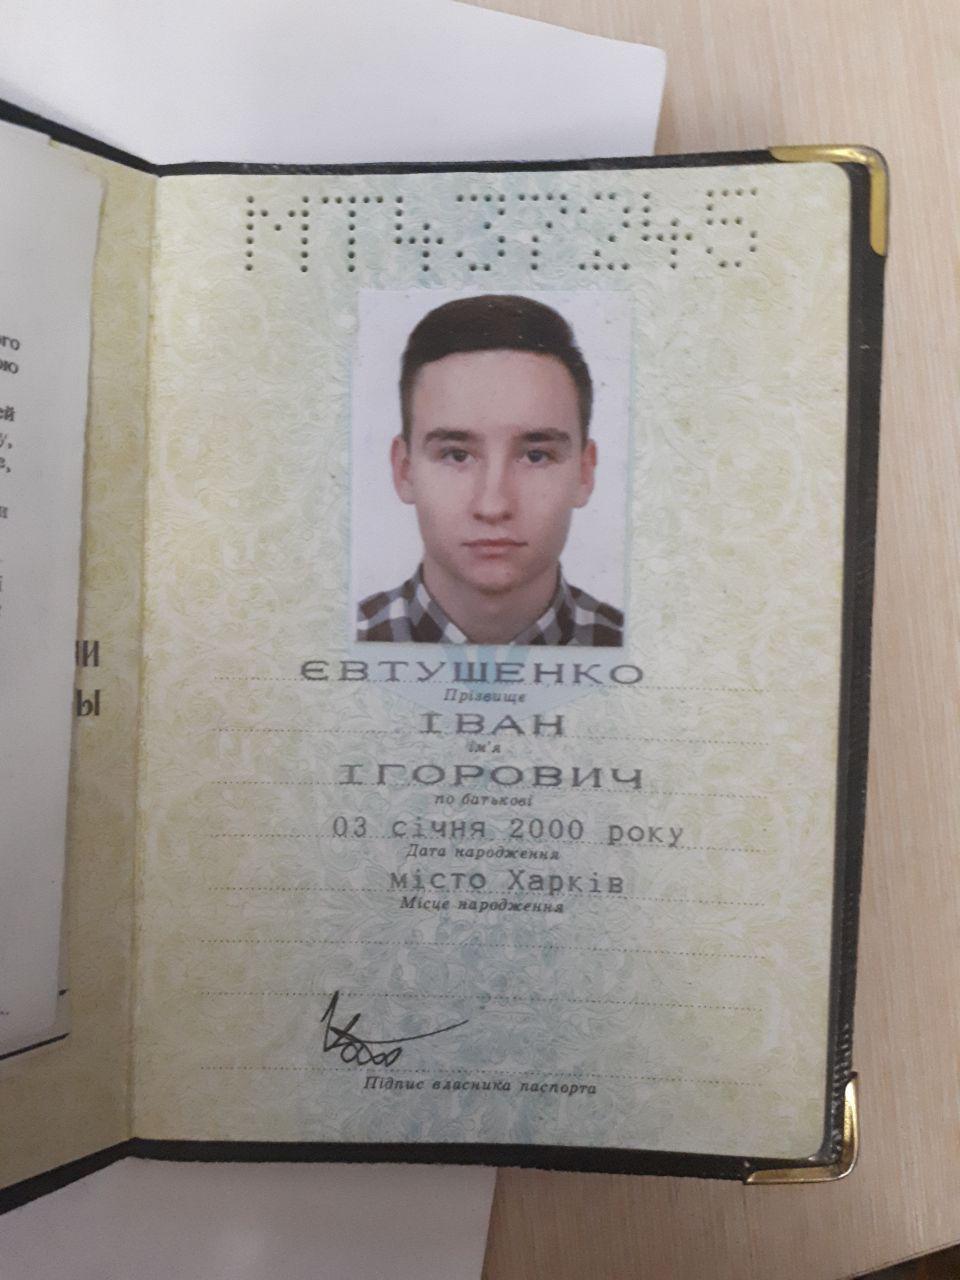 МТ437245
ЄВТУШЕНКО
Прізвище
ІВАН
ім'я
ІГОРОВИЧ
по батькові
03 січня 2000 року
Дата народження
місто Харків
Місце народження
Підпис власника паспорта